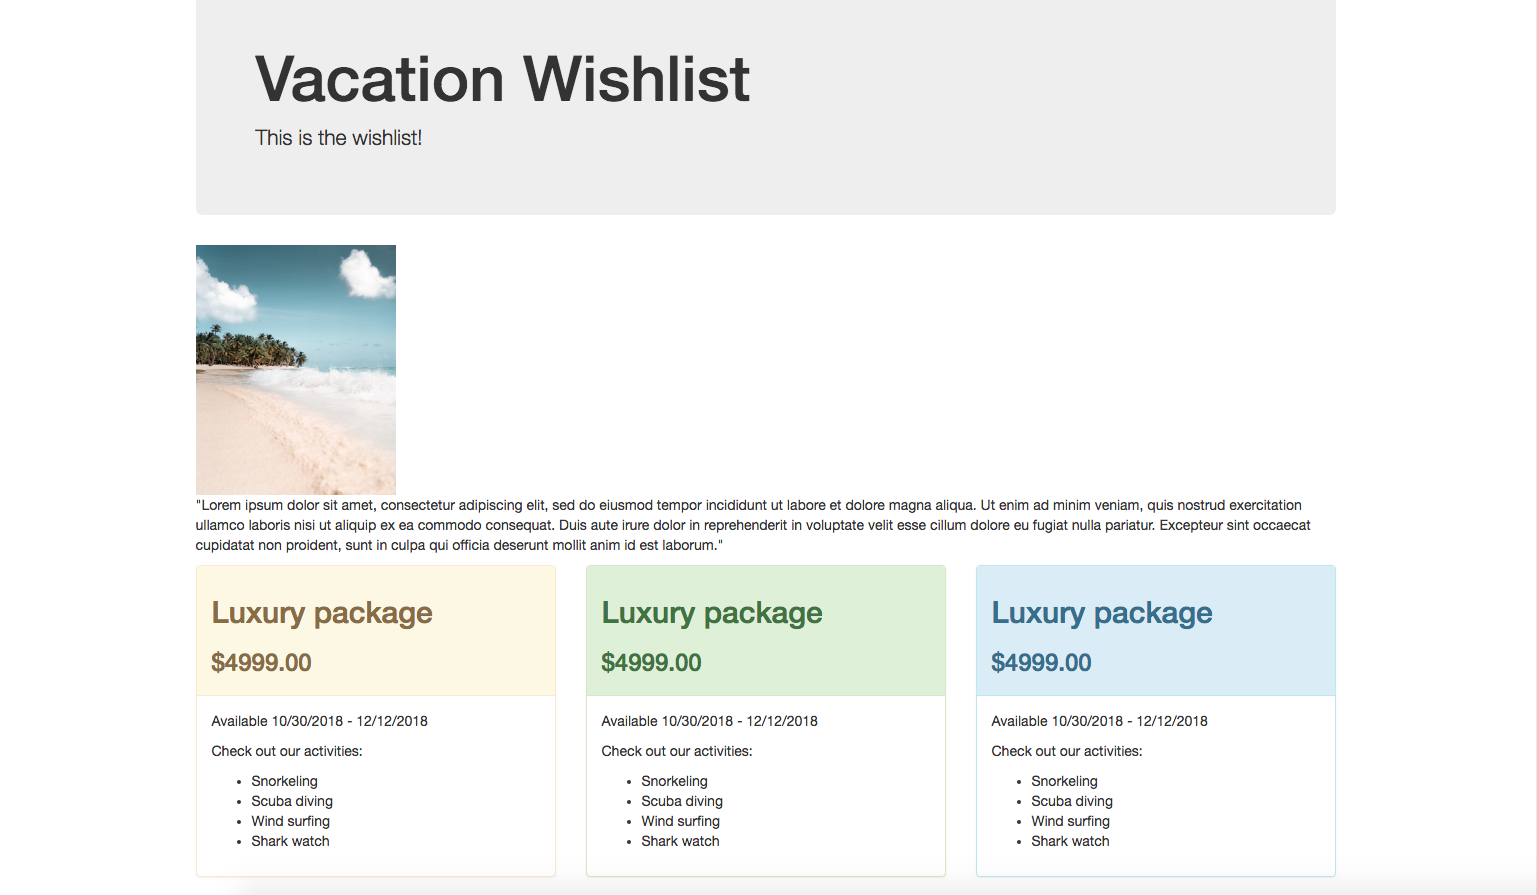 Vacation Wishlist
This is the wishlist!
"Lorem ipsum dolor sit amet, consectetur adipiscing elit, sed do eiusmod tempor incididunt ut labore et dolore magna aliqua. Ut enim ad minim veniam, quis nostrud exercitation
ullamco laboris nisi ut aliquip ex ea commodo consequat. Duis aute irure dolor in reprehenderit in voluptate velit esse cillum dolore eu fugiat nulla pariatur. Excepteur sint occaecat
cupidatat non proident, sunt in culpa qui officia deserunt mollit anim id est laborum."
Luxury package
$4999.00
Available 10/30/2018 - 12/12/2018
Check out our activities:
• Snorkeling
• Scuba diving
• Wind surfing
• Shark watch
Luxury package
$4999.00
Available 10/30/2018 - 12/12/2018
Check out our activities:
• Snorkeling
• Scuba diving
• Wind surfing
• Shark watch
Luxury package
$4999.00
Available 10/30/2018 - 12/12/2018
Check out our activities:
• Snorkeling
• Scuba diving
• Wind surfing
• Shark watch